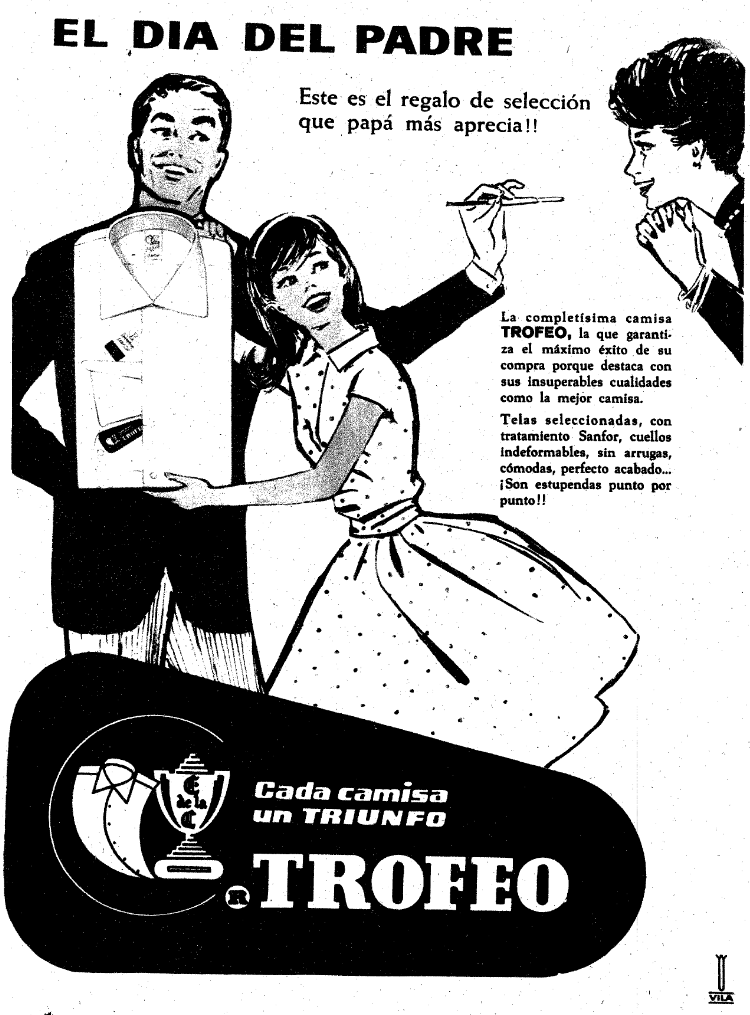 EL DIA DEL PADRE
Este es el regalo de selección
que papá más aprecia!!
La completísima camisa
TROFEO, la que garanti-
za el máximo éxito de su
compra porque destaca con
sus insuperables cualidades
como la mejor camisa.
Telas seleccionadas, con
tratamiento Sanfor, cuellos
indeformables, sin arrugas,
cómodas, perfecto acabado...
¡Son estupendas punto por
punto!!
E
de la
C
Cada camisa
un TRIUNFO
R TROFEO
VILA